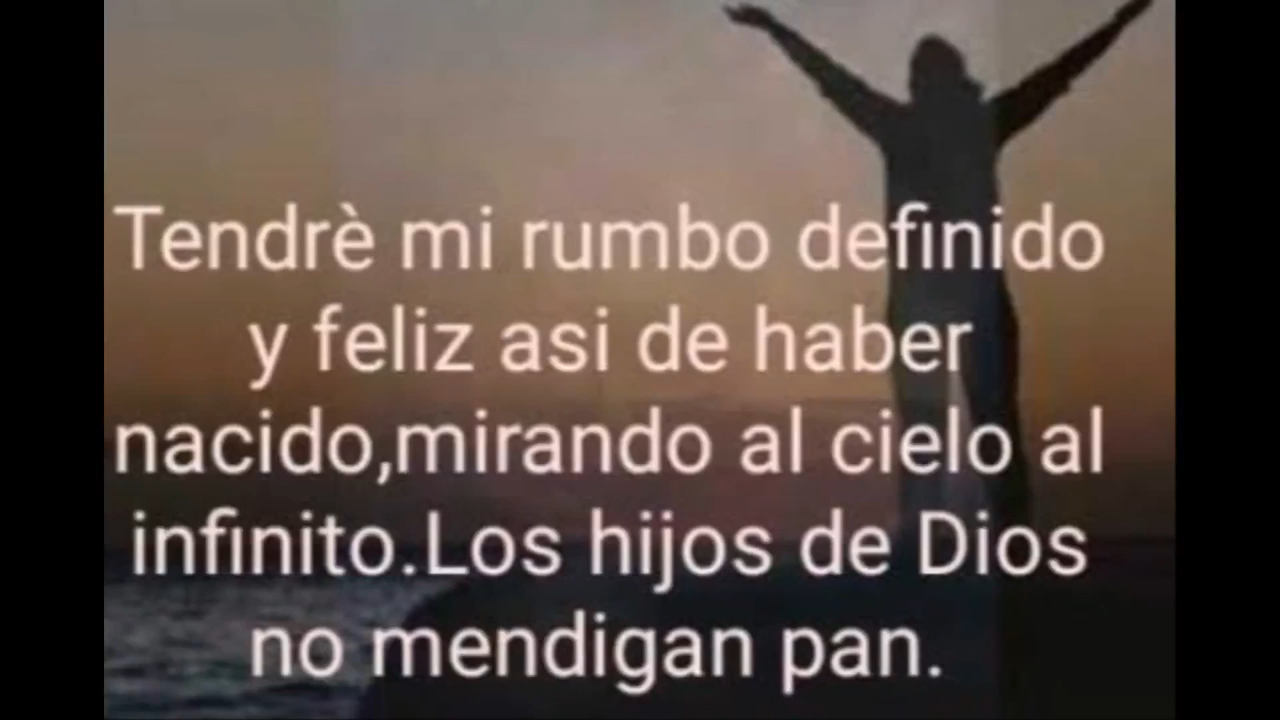 Tendrè mi rumbo definido
y feliz asi de haber
nacido,mirando al cielo al
infinito.Los hijos de Dios
no mendigan pan.